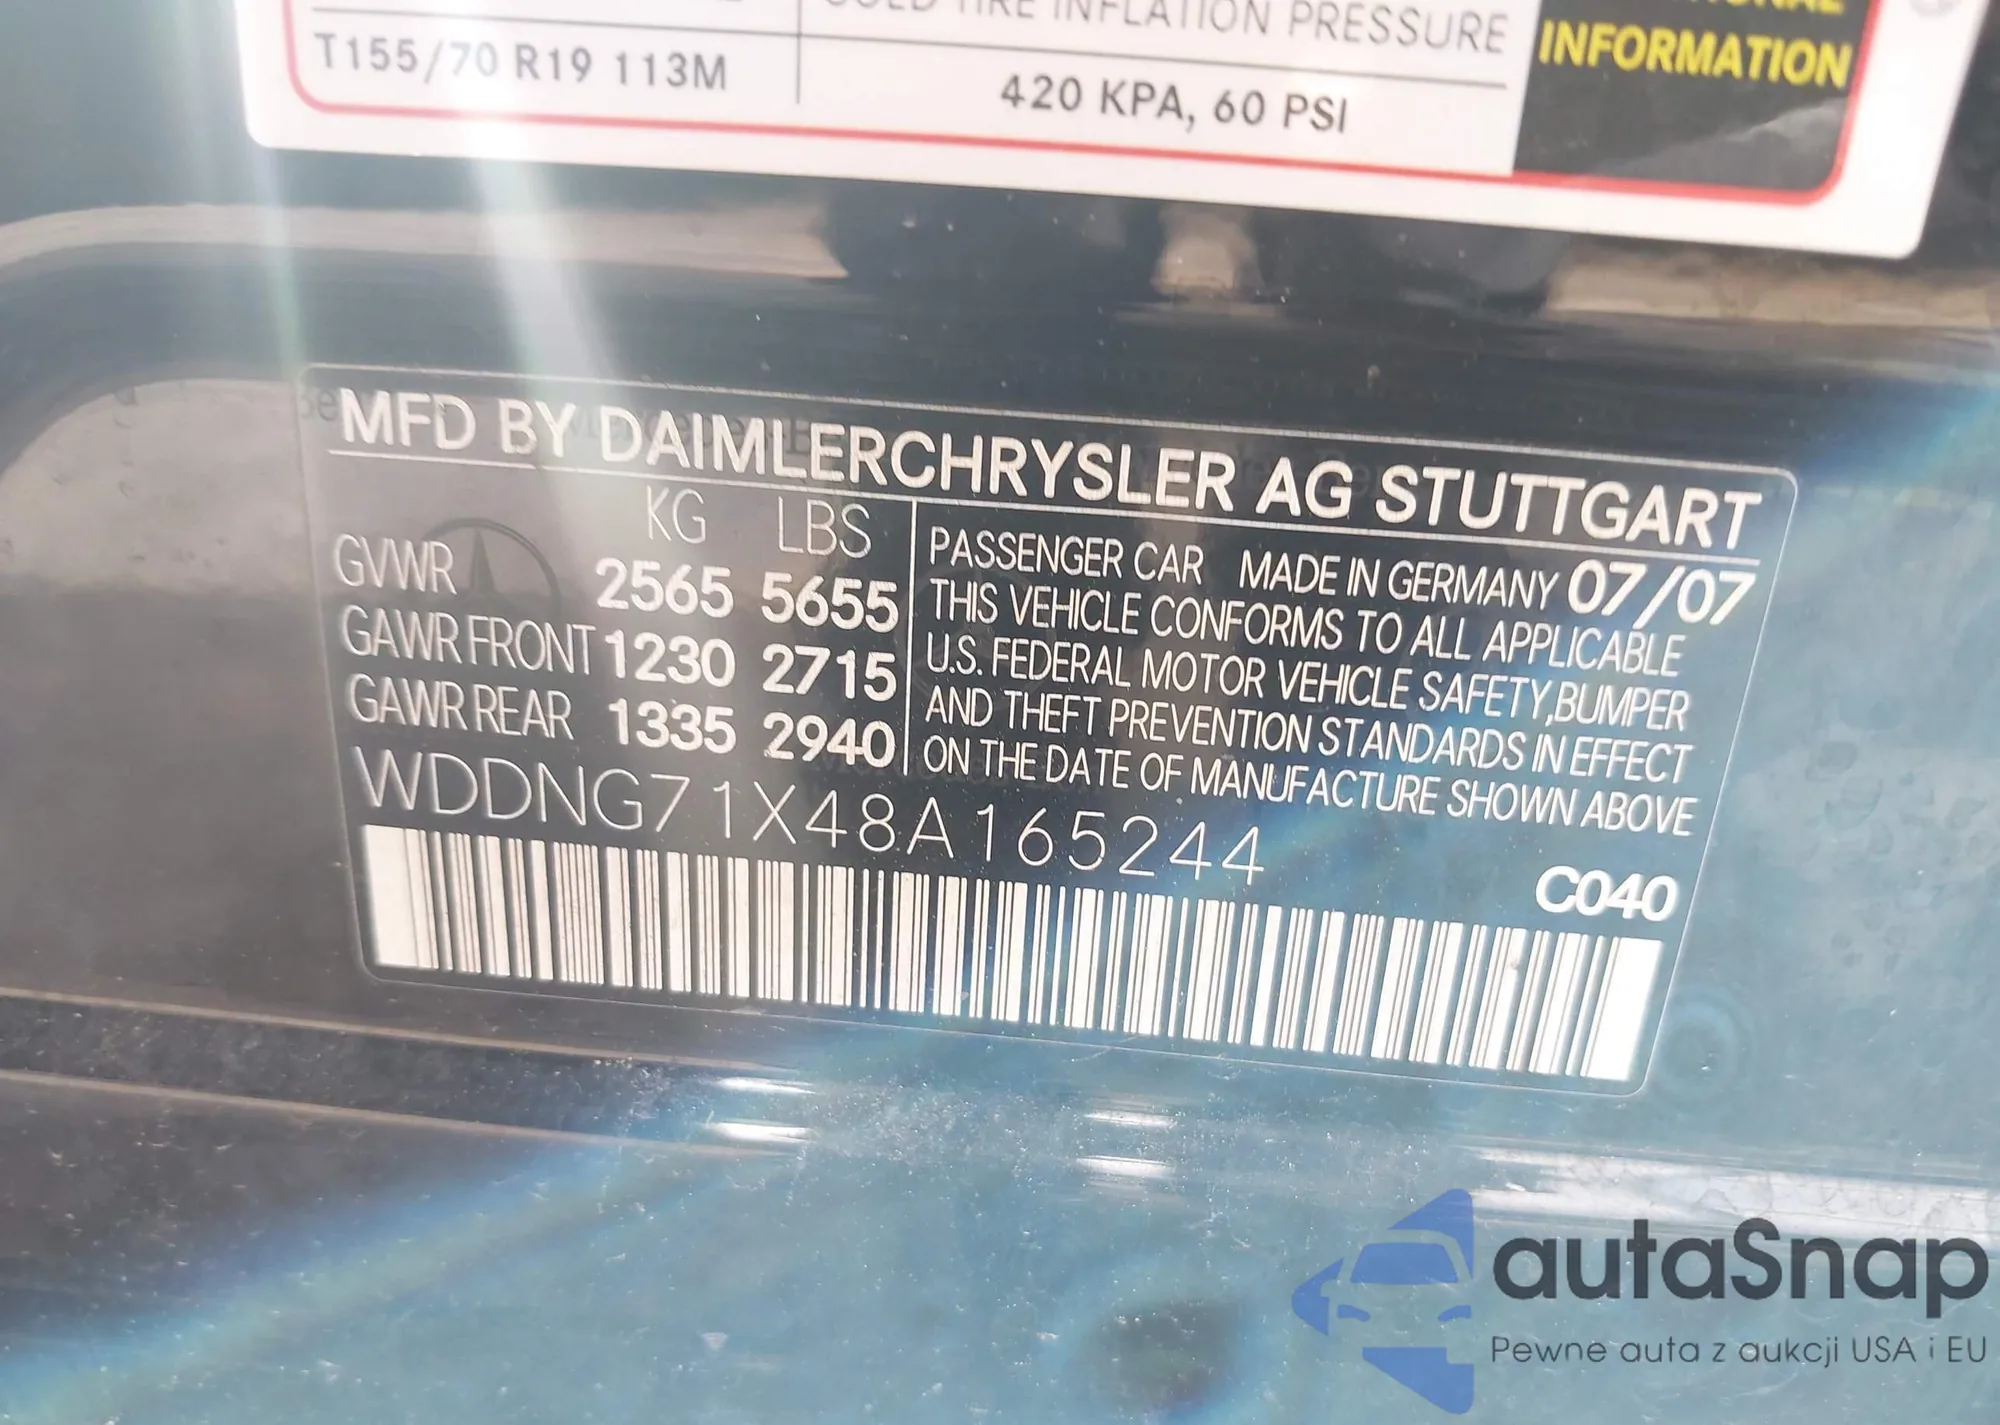 COLD TIRE INFLATION PRESSURE
INFORMATION
T155/70 R19 113M
420 KPA, 60 PSI
MFD BY DAIMLERCHRYSLER AG STUTTGART
KG LBS
GVWR 2565 5655
GAWR FRONT 1230 2715
GAWR REAR 1335 2940
PASSENGER CAR MADE IN GERMANY 07/07
THIS VEHICLE CONFORMS TO ALL APPLICABLE
U.S. FEDERAL MOTOR VEHICLE SAFETY,BUMPER
AND THEFT PREVENTION STANDARDS IN EFFECT
ON THE DATE OF MANUFACTURE SHOWN ABOVE
WDDNG71X48A165244
C040
autaSnap
Pewne auta z aukcji USA i EU